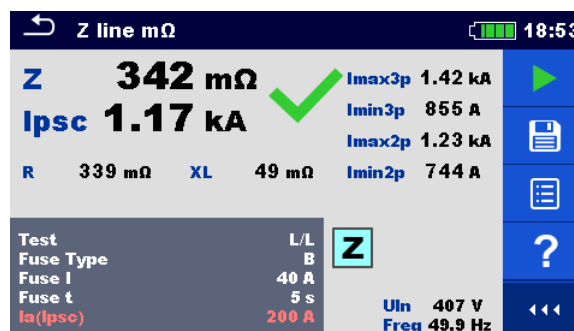 Z line mΩ 18:53
Z 342 mΩ
Ipsc 1.17 kA
R 339 mΩ XL 49 mΩ
Imax3p 1.42 kA
Imin3p 855 A
Imax2p 1.23 kA
Imin2p 744 A
Test L/L
Fuse Type B
Fuse I 40 A
Fuse t 5 s
Ia(Ipsc) 200 A
Z
Uln 407 V
Freq 49.9 Hz
?